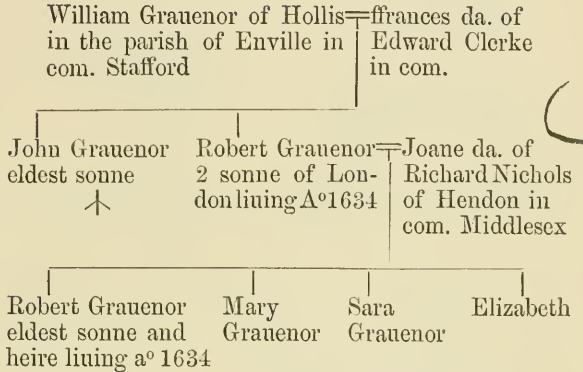 William Grauenor of Hollis ffrances da. of
in the parish of Enville in Edward Clerke
com. Stafford in com.
John Grauenor Robert Grauenor Joane da. of
eldest sonne 2 sonne of Lon- Richard Nichols
don liuing Aº 1634 of Hendon in
com. Middlesex
Robert Grauenor Mary Sara Elizabeth
eldest sonne and Grauenor Grauenor
heire liuing aº 1634